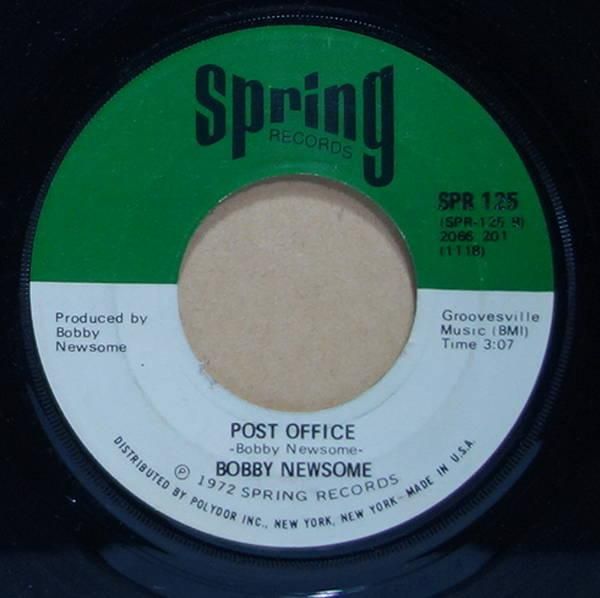 Spring
RECORDS
SPR 125
(SPR-125 B)
2066 201
(1118)
Produced by
Bobby
Newsome
Groovesville
Music (BMI)
Time 3:07
POST OFFICE
-Bobby Newsome-
BOBBY NEWSOME
℗ 1972 SPRING RECORDS
DISTRIBUTED BY POLYDOR INC., NEW YORK, NEW YORK-MADE IN U.S.A.